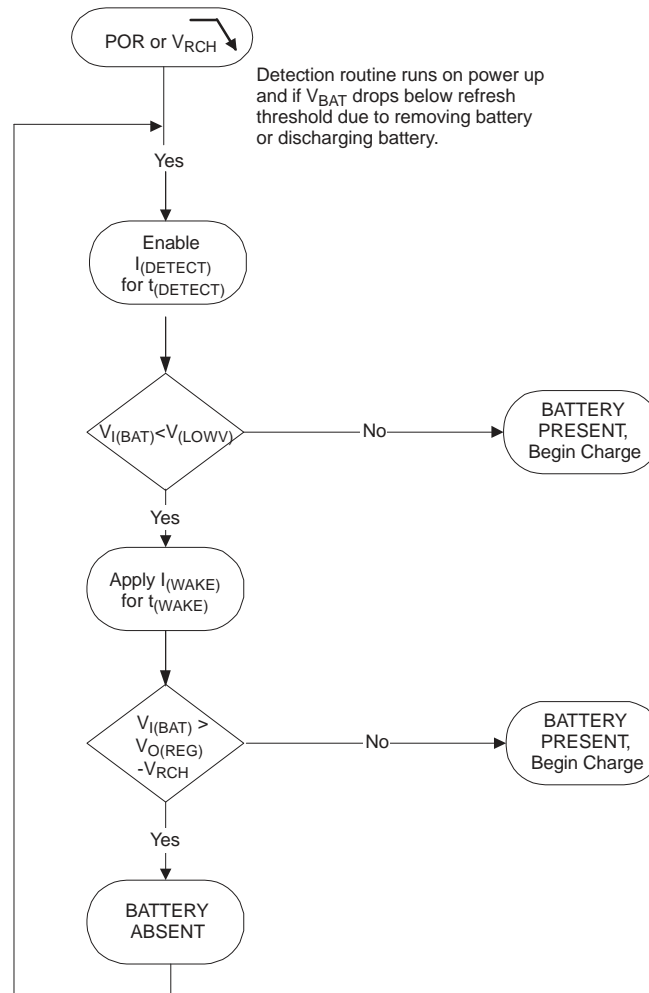 POR or VRCH
Detection routine runs on power up
and if VBAT drops below refresh
threshold due to removing battery
or discharging battery.
Yes
Enable
I(DETECT)
for t(DETECT)
VI(BAT)<V(LOWV)
No
BATTERY
PRESENT,
Begin Charge
Yes
Apply I(WAKE)
for t(WAKE)
VI(BAT) >
VO(REG)
-VRCH
No
BATTERY
PRESENT,
Begin Charge
Yes
BATTERY
ABSENT